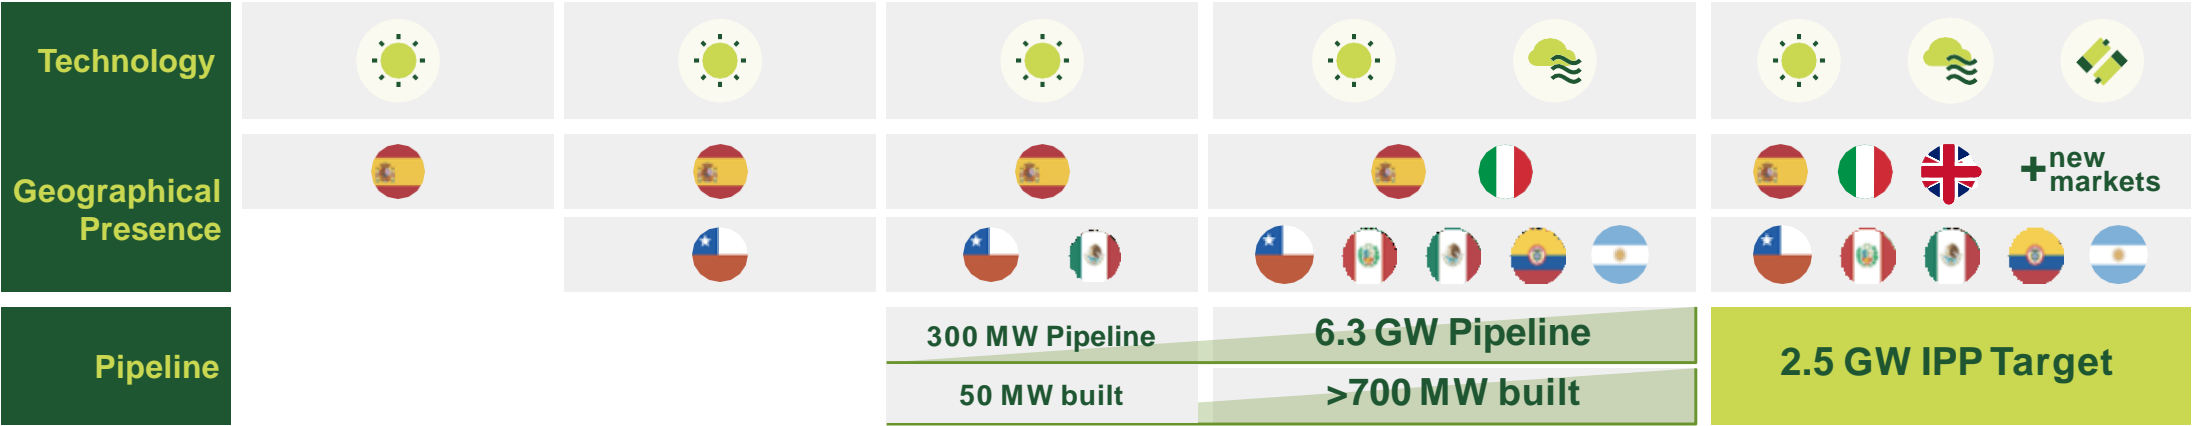 Technology
Geographical
Presence
+ new
markets
Pipeline
300 MW Pipeline
6.3 GW Pipeline
50 MW built
>700 MW built
2.5 GW IPP Target